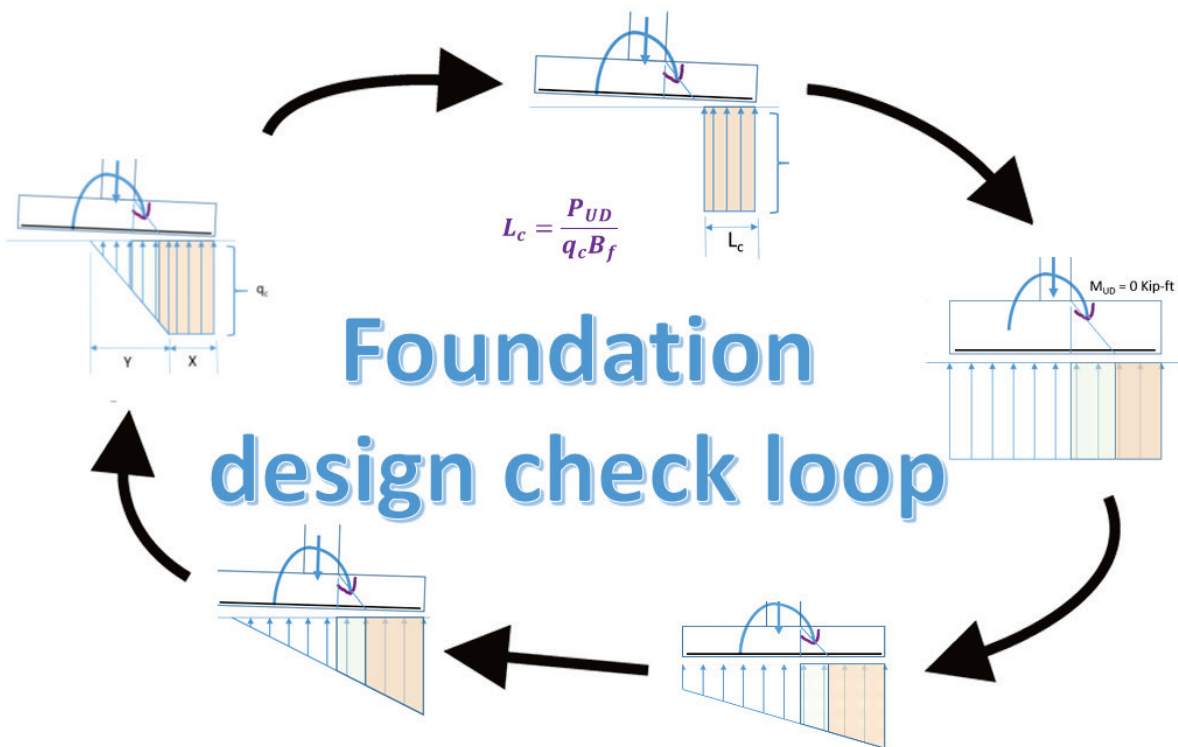 L_c = P_UD / q_c B_f
L_c
M_UD = 0 Kip-ft
q_c
Y X
Foundation
design check loop